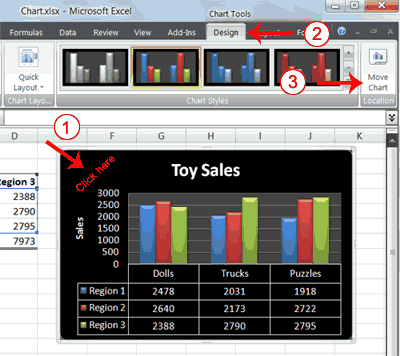 Chart.xlsx - Microsoft Excel
Chart Tools
Formulas Data Review View Add-Ins Design
2
Quick Layout
Move Chart
3
Chart Layo... Chart Styles Location
1
Click here
D E F G H I J K
Region 3
2388
2790
2795
7973
Toy Sales
Sales
3000
2500
2000
1500
1000
500
0
Dolls Trucks Puzzles
Region 1 2478 2031 1918
Region 2 2640 2173 2722
Region 3 2388 2790 2795